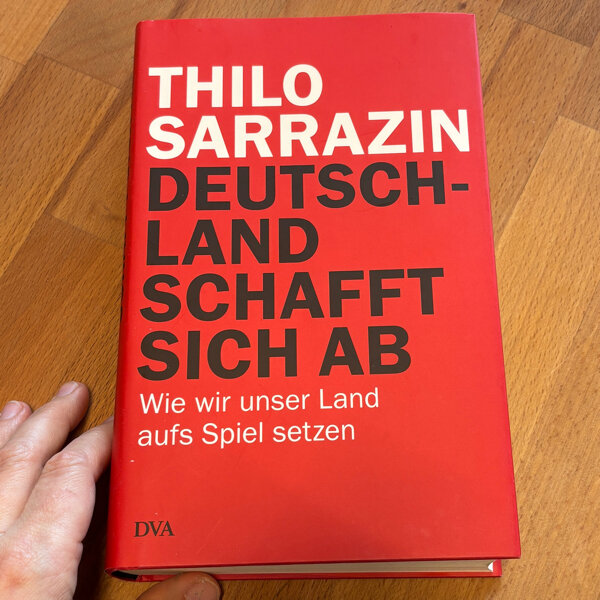 THILO
SARRAZIN
DEUTSCH-
LAND
SCHAFFT
SICH AB
Wie wir unser Land
aufs Spiel setzen
DVA